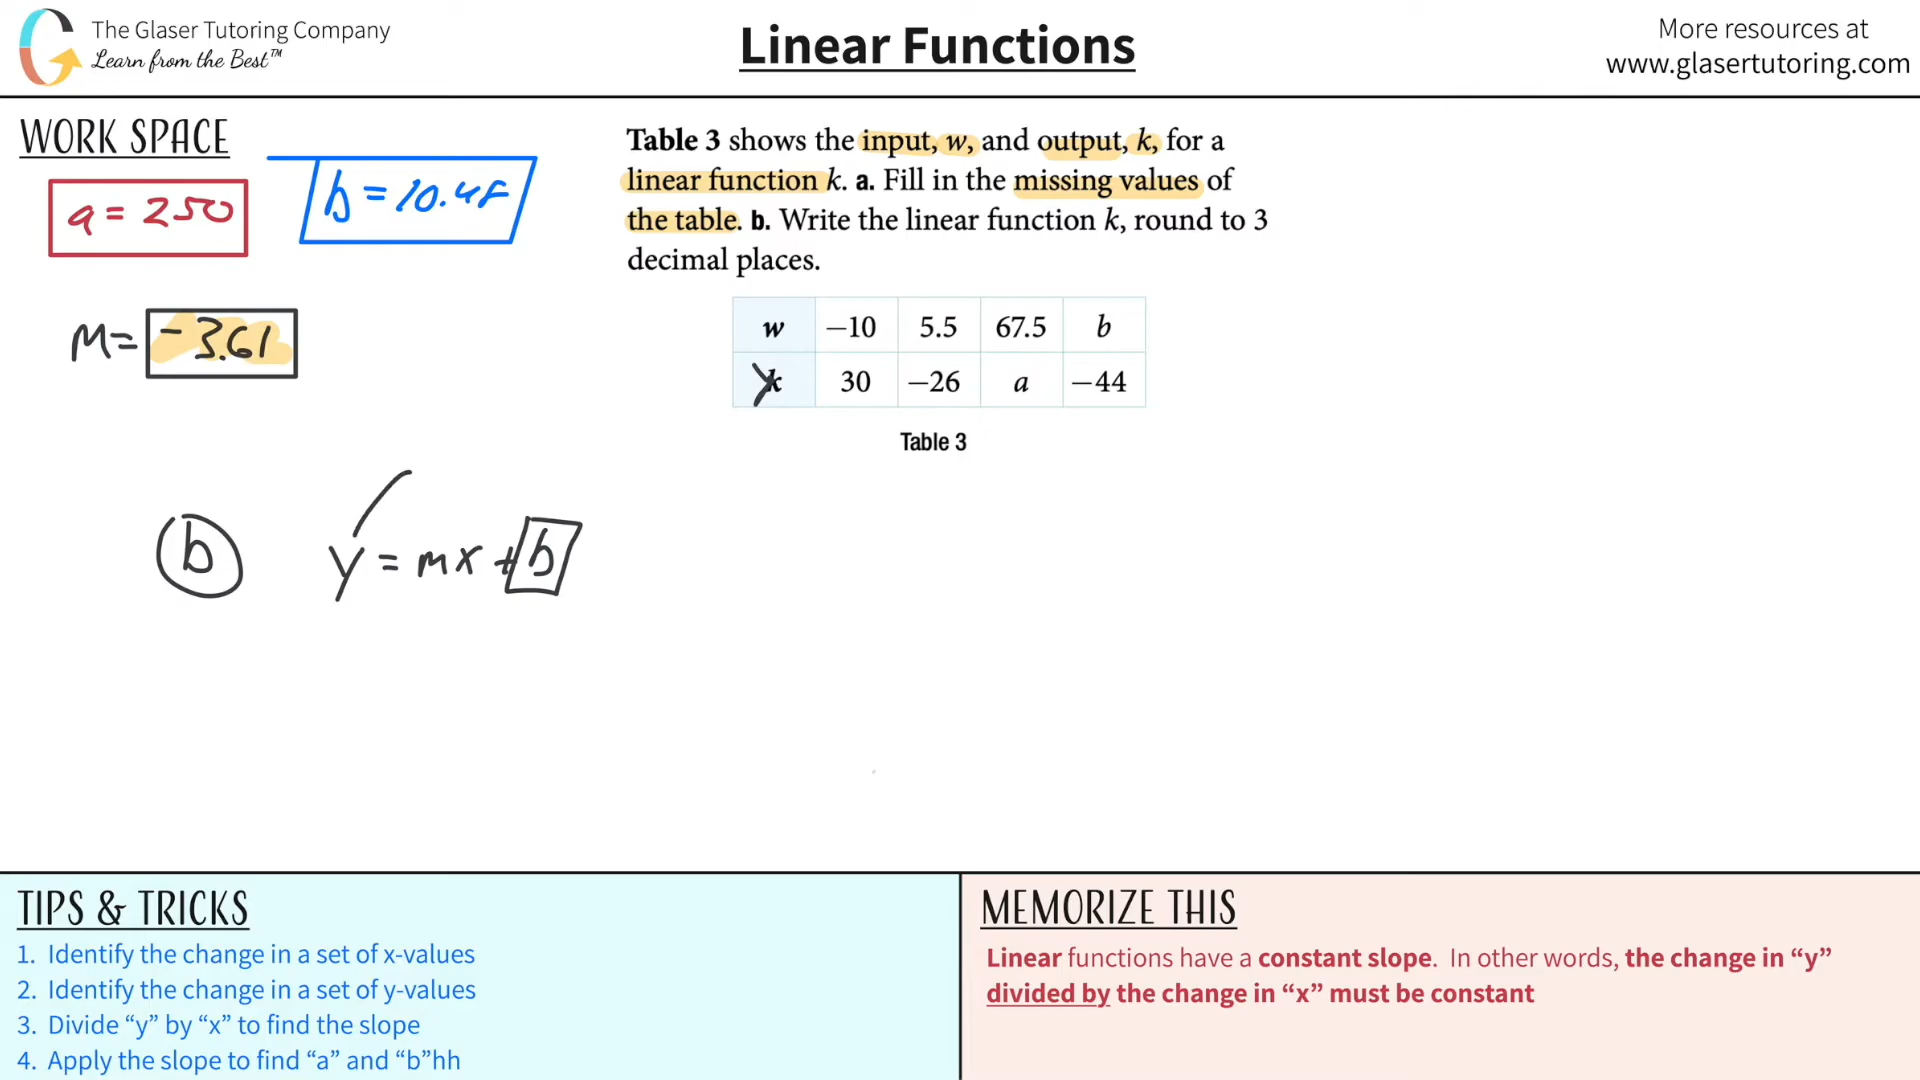 The Glaser Tutoring Company
Learn from the Best™
Linear Functions
More resources at
www.glasertutoring.com
WORK SPACE
a = 250
b = 10.48
M = -3.61
b
y = mx + b
Table 3 shows the input, w, and output, k, for a
linear function k. a. Fill in the missing values of
the table. b. Write the linear function k, round to 3
decimal places.
w −10 5.5 67.5 b
k 30 −26 a −44
Table 3
TIPS & TRICKS
1. Identify the change in a set of x-values
2. Identify the change in a set of y-values
3. Divide “y” by “x” to find the slope
4. Apply the slope to find “a” and “b”hh
MEMORIZE THIS
Linear functions have a constant slope. In other words, the change in “y”
divided by the change in “x” must be constant